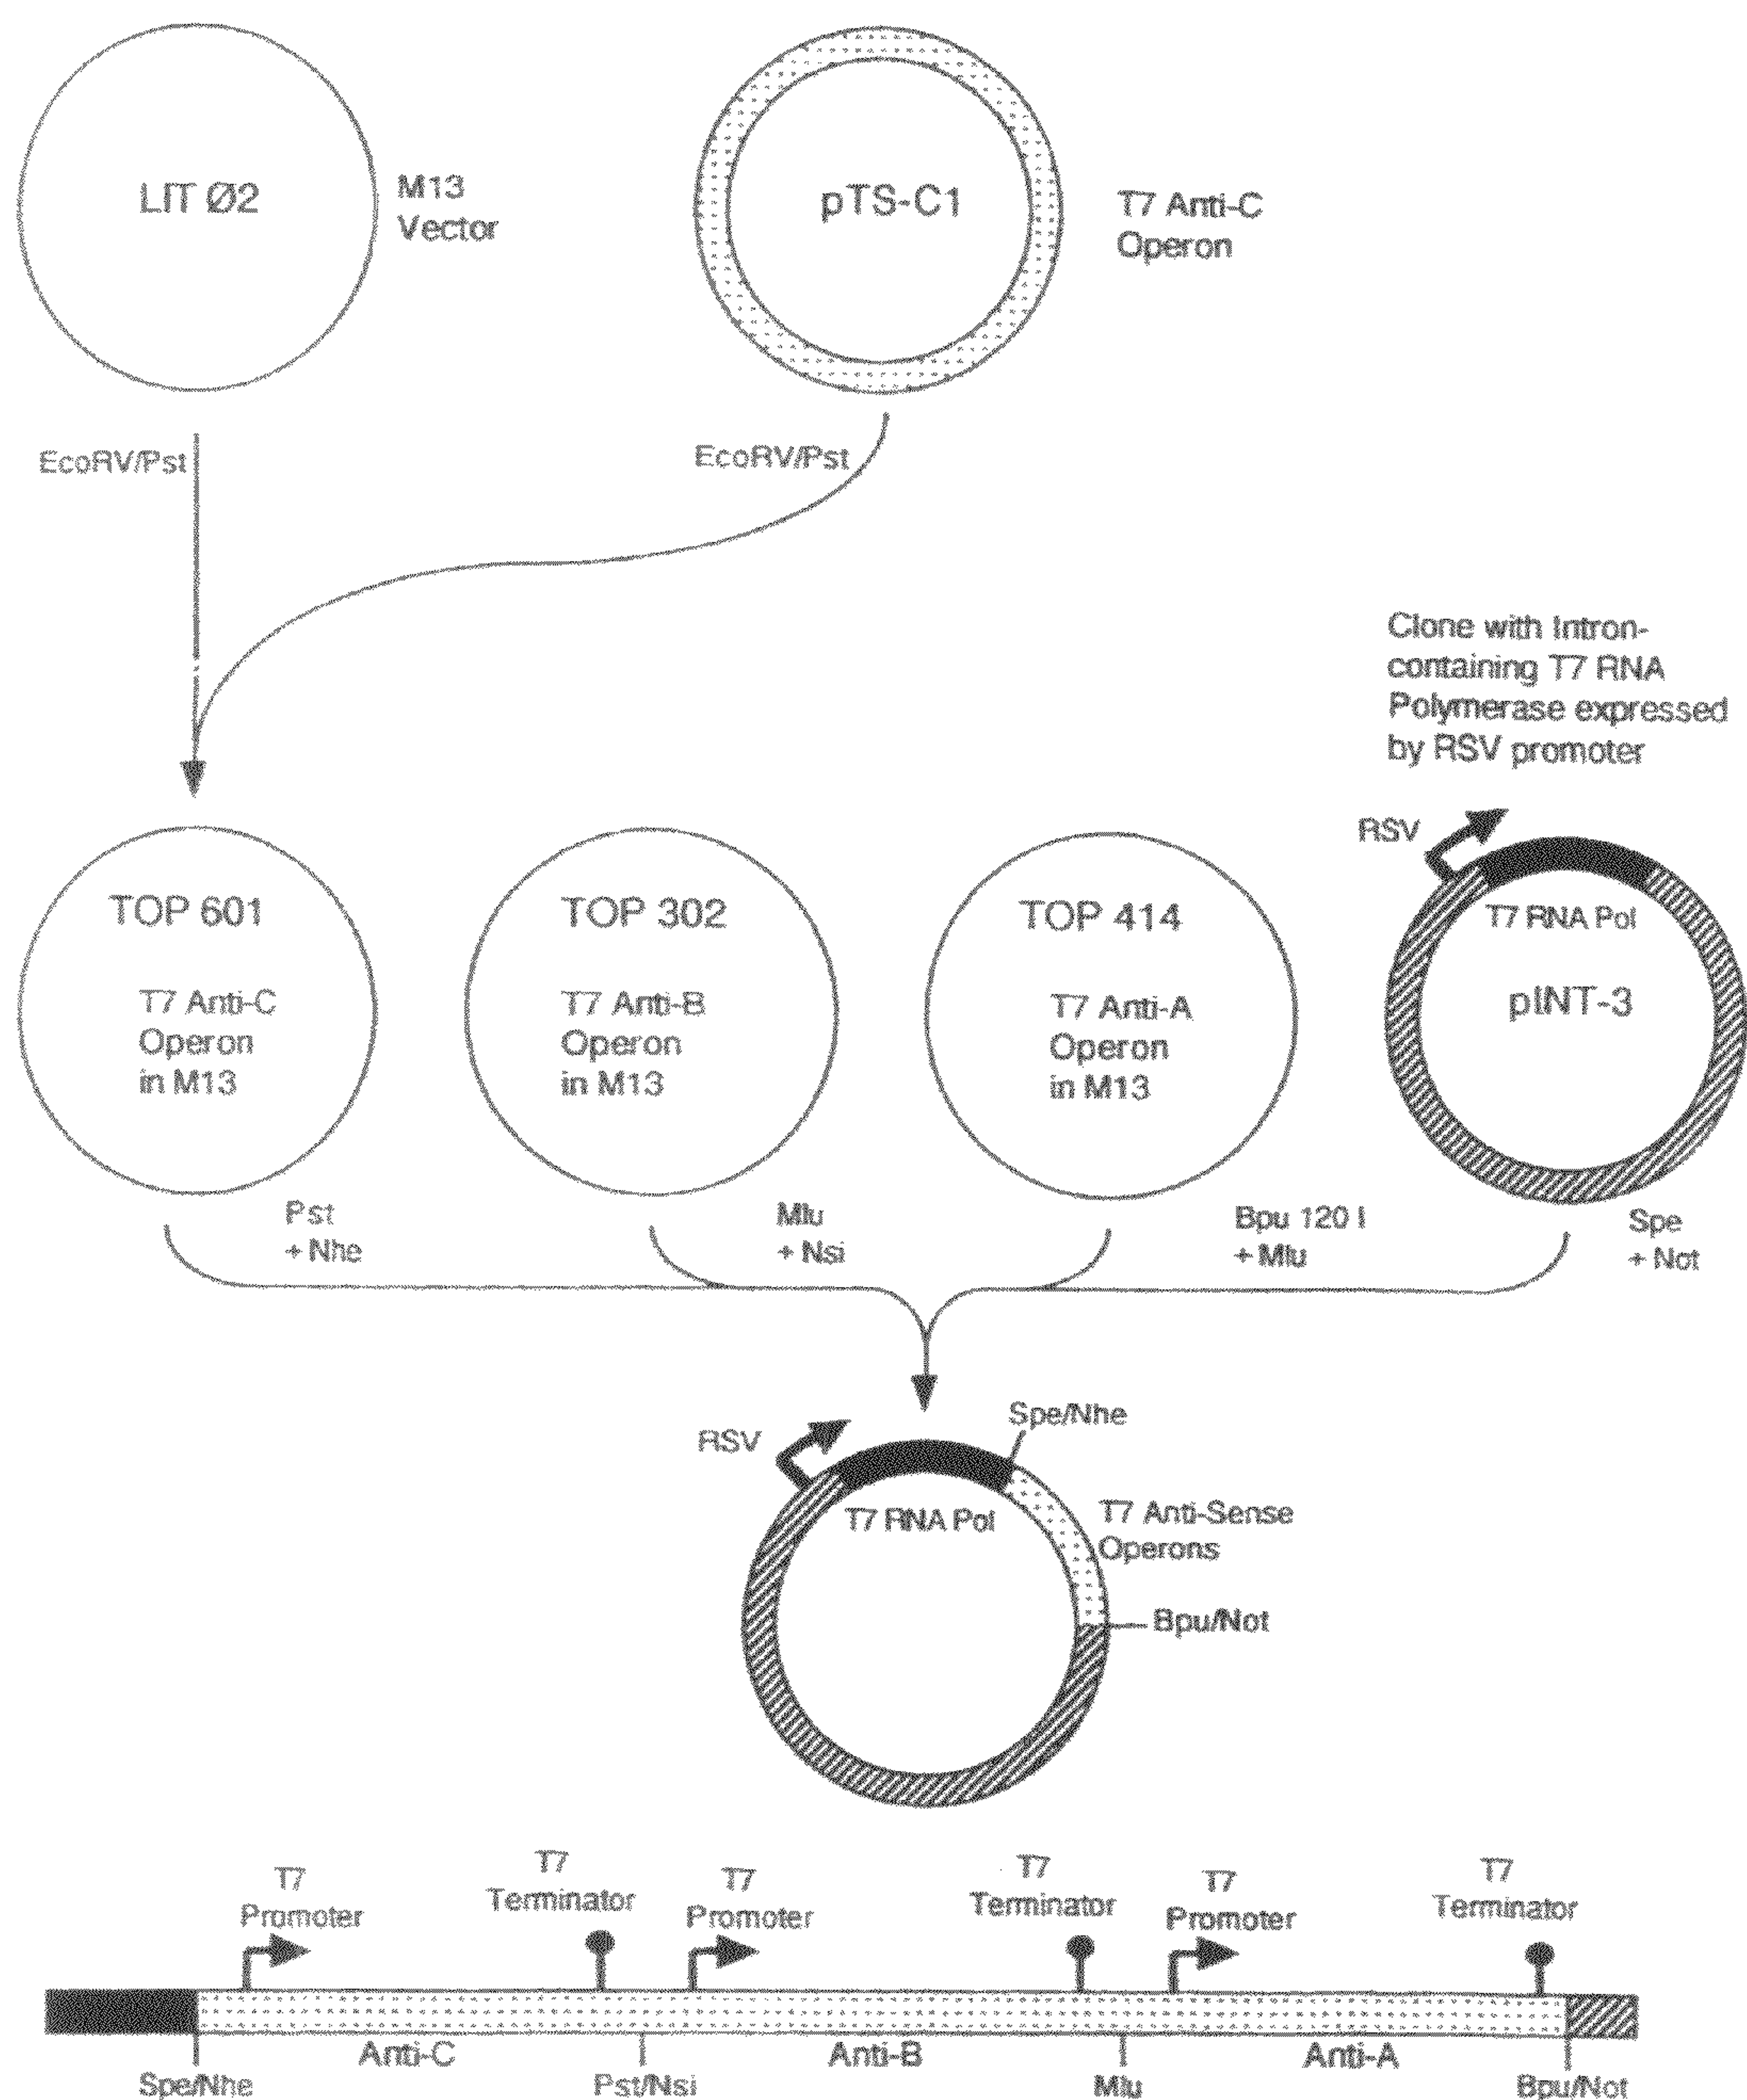 LIT Ø2
M13
Vector
pTS-C1
T7 Anti-C
Operon
EcoRV/Pst
EcoRV/Pst
Clone with Intron-
containing T7 RNA
Polymerase expressed
by RSV promoter
TOP 601
T7 Anti-C
Operon
in M13
TOP 302
T7 Anti-B
Operon
in M13
TOP 414
T7 Anti-A
Operon
in M13
RSV
T7 RNA Pol
pINT-3
Pst
+ Nhe
Mlu
+ Nsi
Bpu 120 I
+ Mlu
Spe
+ Not
RSV
Spe/Nhe
T7 RNA Pol
T7 Anti-Sense
Operons
Bpu/Not
T7
Promoter
T7
Terminator
T7
Promoter
T7
Terminator
T7
Promoter
T7
Terminator
Anti-C
Anti-B
Anti-A
Spe/Nhe
Pst/Nsi
Mlu
Bpu/Not